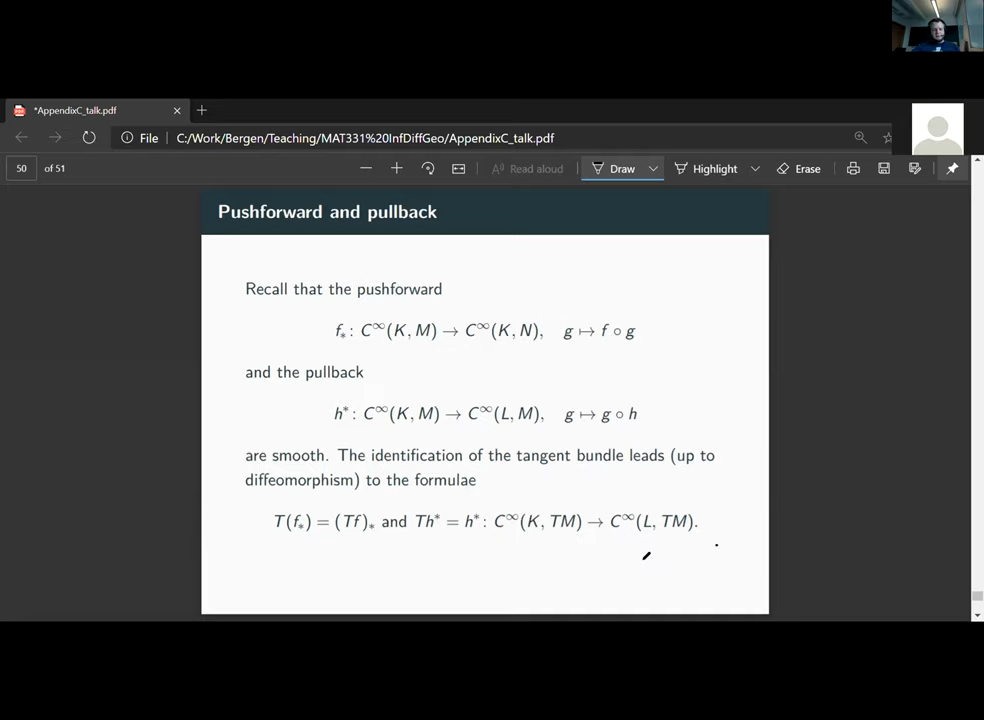 *AppendixC_talk.pdf
File C:/Work/Bergen/Teaching/MAT331%20InfDiffGeo/AppendixC_talk.pdf
50 of 51 Read aloud Draw Highlight Erase
Pushforward and pullback
Recall that the pushforward
f_*: C^∞(K, M) → C^∞(K, N), g ↦ f ∘ g
and the pullback
h^*: C^∞(K, M) → C^∞(L, M), g ↦ g ∘ h
are smooth. The identification of the tangent bundle leads (up to
diffeomorphism) to the formulae
T(f_*) = (Tf)_* and Th^* = h^*: C^∞(K, TM) → C^∞(L, TM).